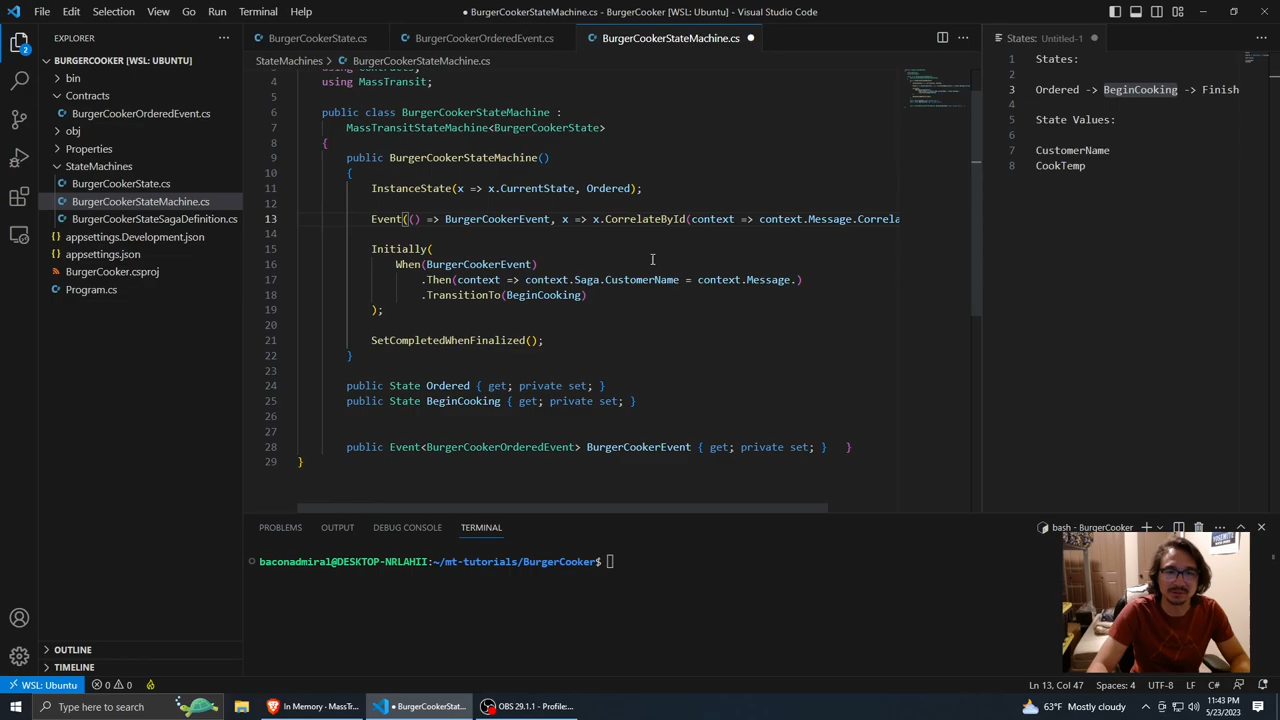 File Edit Selection View Go Run Terminal Help
● BurgerCookerStateMachine.cs - BurgerCooker [WSL: Ubuntu] - Visual Studio Code
2
EXPLORER
BURGERCOOKER [WSL: UBUNTU]
bin
Contracts
BurgerCookerOrderedEvent.cs
obj
Properties
StateMachines
BurgerCookerState.cs
BurgerCookerStateMachine.cs
BurgerCookerStateSagaDefinition.cs
appsettings.Development.json
appsettings.json
BurgerCooker.csproj
Program.cs
OUTLINE
TIMELINE
BurgerCookerState.cs BurgerCookerOrderedEvent.cs BurgerCookerStateMachine.cs ●
StateMachines > BurgerCookerStateMachine.cs
4 using MassTransit;
5
6 public class BurgerCookerStateMachine :
7 MassTransitStateMachine<BurgerCookerState>
8 {
9 public BurgerCookerStateMachine()
10 {
11 InstanceState(x => x.CurrentState, Ordered);
12
13 Event(() => BurgerCookerEvent, x => x.CorrelateById(context => context.Message.Correla
14
15 Initially(
16 When(BurgerCookerEvent)
17 .Then(context => context.Saga.CustomerName = context.Message.)
18 .TransitionTo(BeginCooking)
19 );
20
21 SetCompletedWhenFinalized();
22 }
23
24 public State Ordered { get; private set; }
25 public State BeginCooking { get; private set; }
26
27
28 public Event<BurgerCookerOrderedEvent> BurgerCookerEvent { get; private set; } }
29 }
States: Untitled-1 ●
1 States:
2
3 Ordered -> BeginCooking -> Finish
4 State Values:
6
7 CustomerName
8 CookTemp
PROBLEMS OUTPUT DEBUG CONSOLE TERMINAL
bash - BurgerCooker
baconadmiral@DESKTOP-NRLAHII:~/mt-tutorials/BurgerCooker$
YOSEMITE
WSL: Ubuntu 0 0
Ln 13, Col 47 Spaces: 4 UTF-8 LF C#
Type here to search
In Memory - MassTr...
● BurgerCookerStat...
OBS 29.1.1 - Profile:...
63°F Mostly cloudy
11:43 PM
5/23/2023